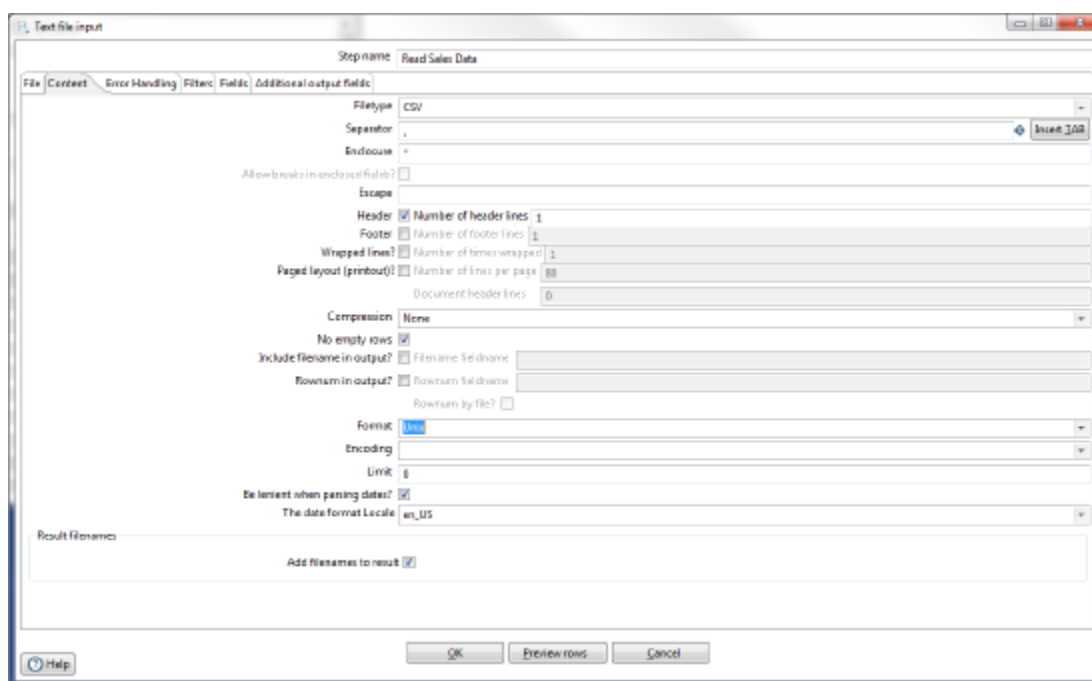 Text file input
Step name Read Sales Data
File Content Error Handling Filters Fields Additional output fields
Filetype CSV
Separator , Insert TAB
Enclosure "
Allow breaks in enclosed fields?
Escape
Header Number of header lines 1
Footer Number of footer lines 1
Wrapped lines? Number of times wrapped 1
Paged layout (printout)? Number of lines per page 80
Document header lines 0
Compression None
No empty rows
Include filename in output? Filename fieldname
Rownum in output? Rownum fieldname
Rownum by file?
Format Unix
Encoding
Limit 0
Be lenient when parsing dates?
The date format Locale en_US
Result filenames
Add filenames to result
OK Preview rows Cancel
Help